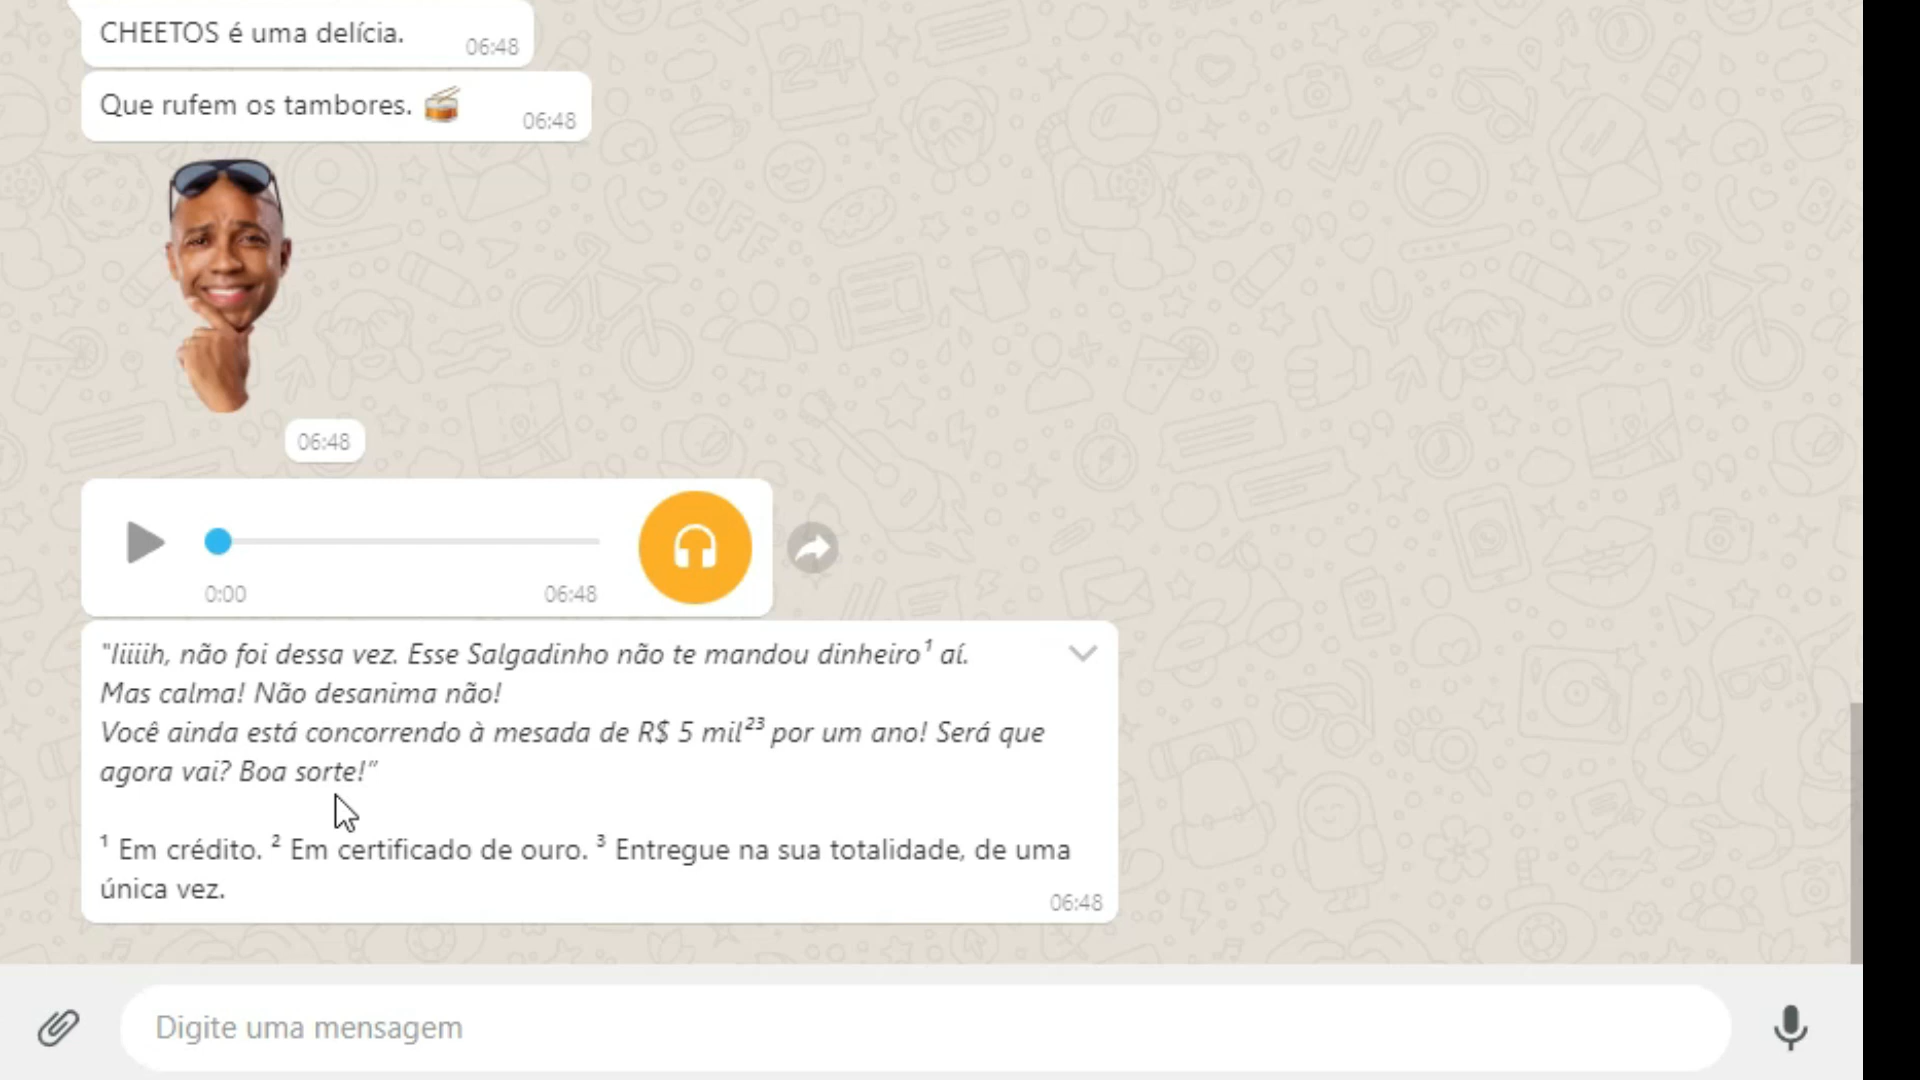 CHEETOS é uma delícia.
06:48
Que rufem os tambores. 🥁
06:48
06:48
0:00
06:48
"Iiiiih, não foi dessa vez. Esse Salgadinho não te mandou dinheiro¹ aí.
Mas calma! Não desanima não!
Você ainda está concorrendo à mesada de R$ 5 mil²³ por um ano! Será que
agora vai? Boa sorte!”
¹ Em crédito. ² Em certificado de ouro. ³ Entregue na sua totalidade, de uma
única vez.
06:48
Digite uma mensagem